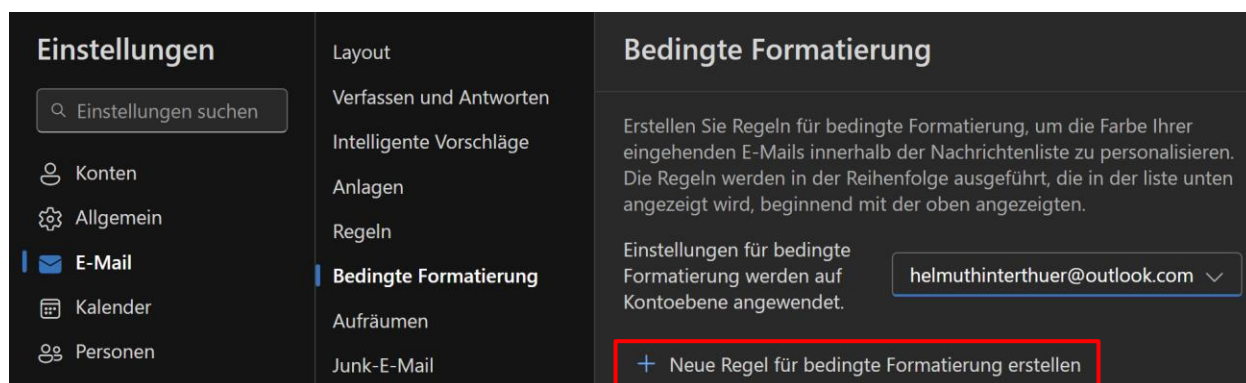 Einstellungen
Einstellungen suchen
Konten
Allgemein
E-Mail
Kalender
Personen
Layout
Verfassen und Antworten
Intelligente Vorschläge
Anlagen
Regeln
Bedingte Formatierung
Aufräumen
Junk-E-Mail
Bedingte Formatierung
Erstellen Sie Regeln für bedingte Formatierung, um die Farbe Ihrer
eingehenden E-Mails innerhalb der Nachrichtenliste zu personalisieren.
Die Regeln werden in der Reihenfolge ausgeführt, die in der liste unten
angezeigt wird, beginnend mit der oben angezeigten.
Einstellungen für bedingte
Formatierung werden auf
Kontoebene angewendet.
helmuthinterthuer@outlook.com
+ Neue Regel für bedingte Formatierung erstellen